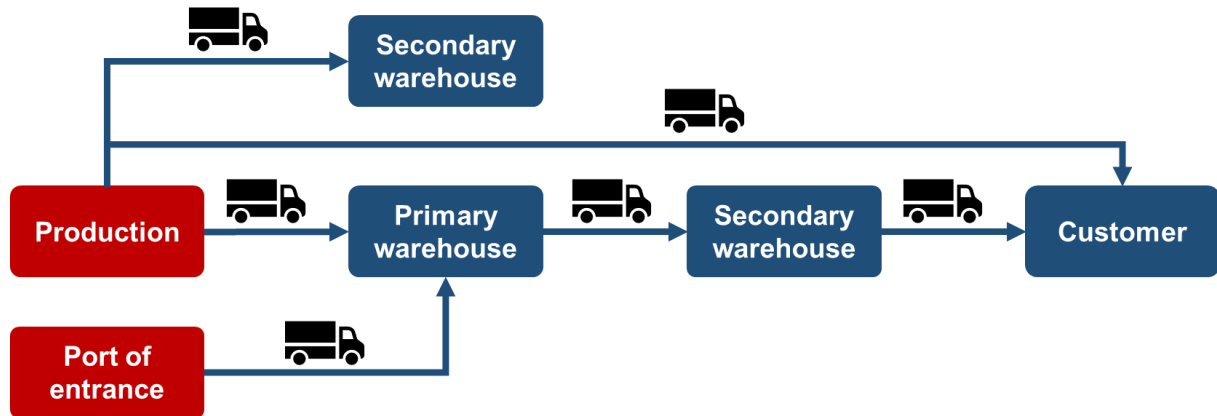 Secondary
warehouse
Production
Primary
warehouse
Secondary
warehouse
Customer
Port of
entrance